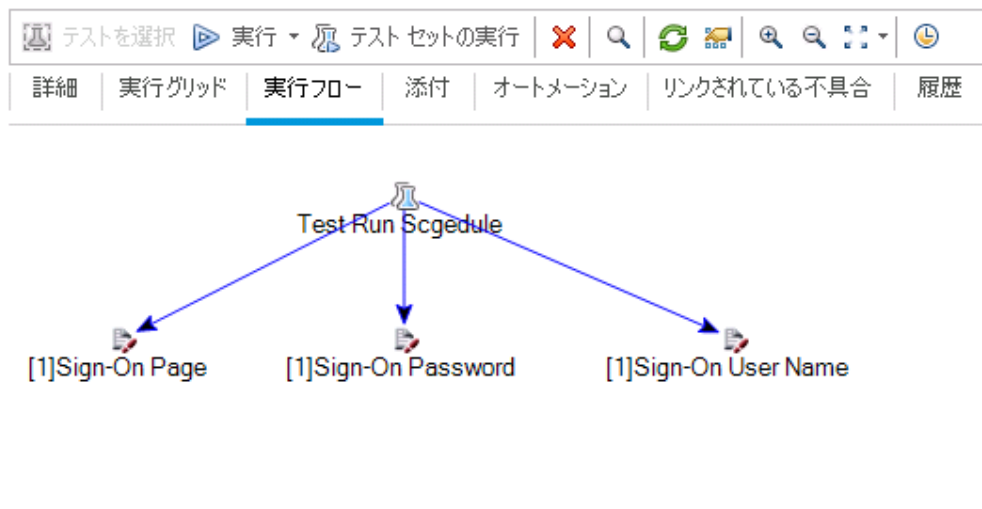 テストを選択 実行 テスト セットの実行
詳細 実行グリッド 実行フロー 添付 オートメーション リンクされている不具合 履歴
Test Run Scgedule
[1]Sign-On Page [1]Sign-On Password [1]Sign-On User Name